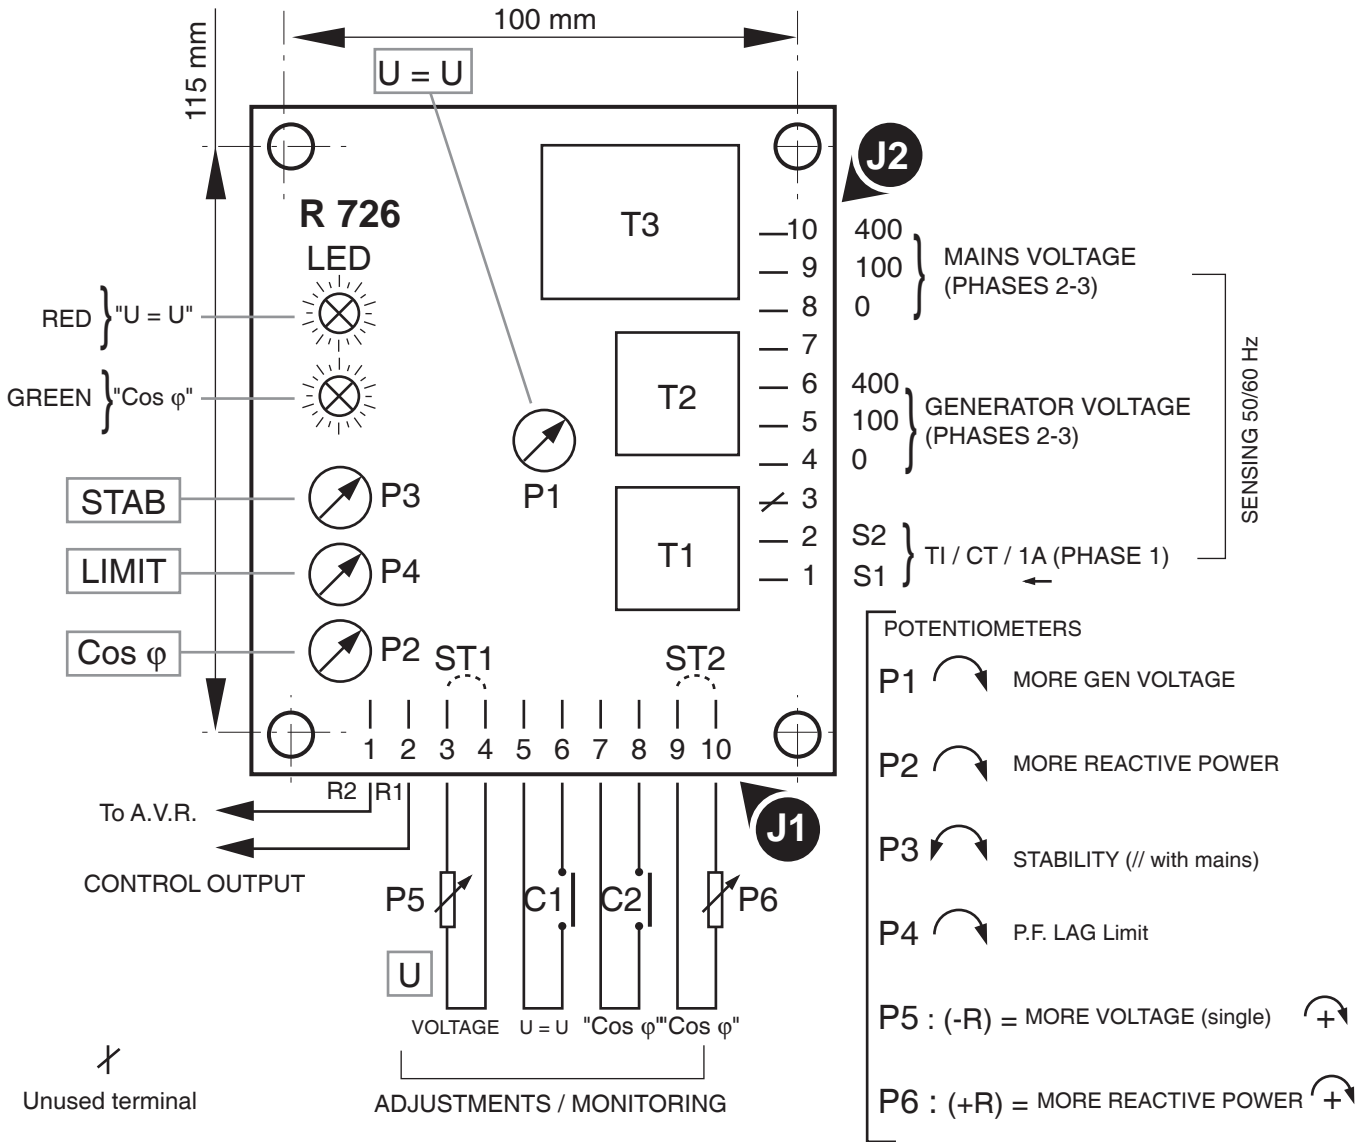 100 mm
115 mm
U = U
J2
R 726
LED
T3
10 400
9 100
8 0
MAINS VOLTAGE
(PHASES 2-3)
RED "U = U"
7
GREEN "Cos φ"
T2
6 400
5 100
4 0
GENERATOR VOLTAGE
(PHASES 2-3)
SENSING 50/60 Hz
P1
STAB P3
3
LIMIT P4
T1
2 S2
1 S1
TI / CT / 1A (PHASE 1)
Cos φ P2
ST1 ST2
1 2 3 4 5 6 7 8 9 10
R2 R1
To A.V.R.
J1
CONTROL OUTPUT
P5 C1 C2 P6
U
VOLTAGE U = U "Cos φ" "Cos φ"
ADJUSTMENTS / MONITORING
Unused terminal
POTENTIOMETERS
P1 MORE GEN VOLTAGE
P2 MORE REACTIVE POWER
P3 STABILITY (// with mains)
P4 P.F. LAG Limit
P5 : (-R) = MORE VOLTAGE (single) +
P6 : (+R) = MORE REACTIVE POWER +